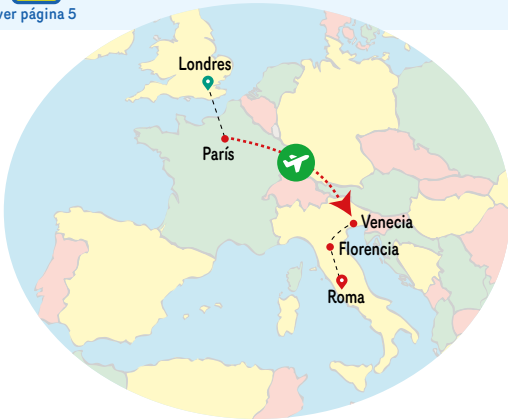 ver página 5
Londres
París
Venecia
Florencia
Roma